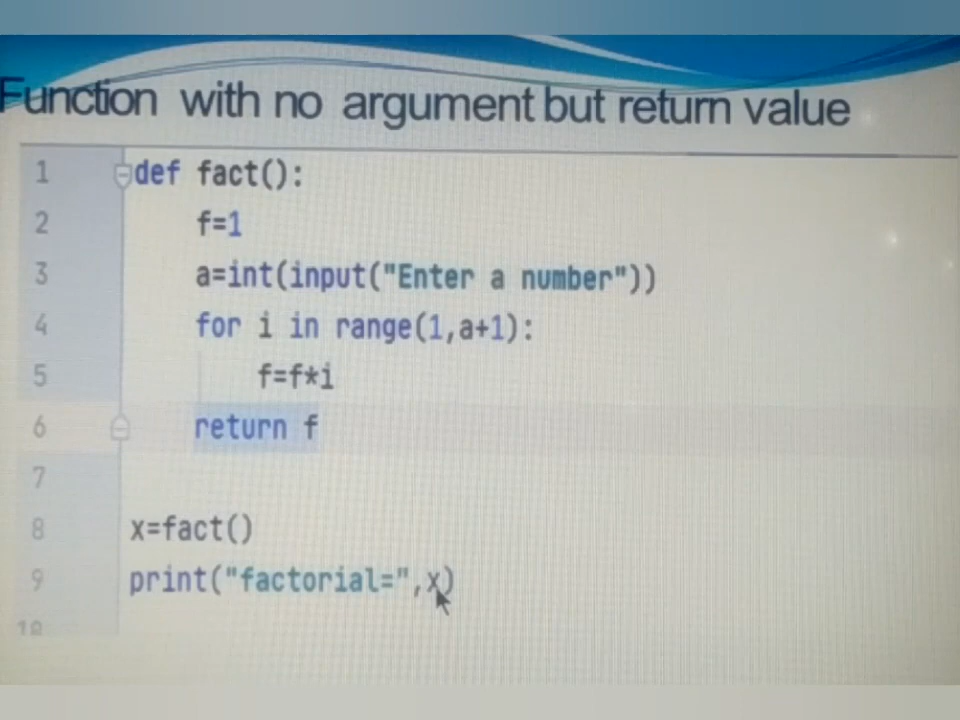 Function with no argument but return value
1 def fact():
2 f=1
3 a=int(input("Enter a number"))
4 for i in range(1,a+1):
5 f=f*i
6 return f
7
8 x=fact()
9 print("factorial=",x)
10